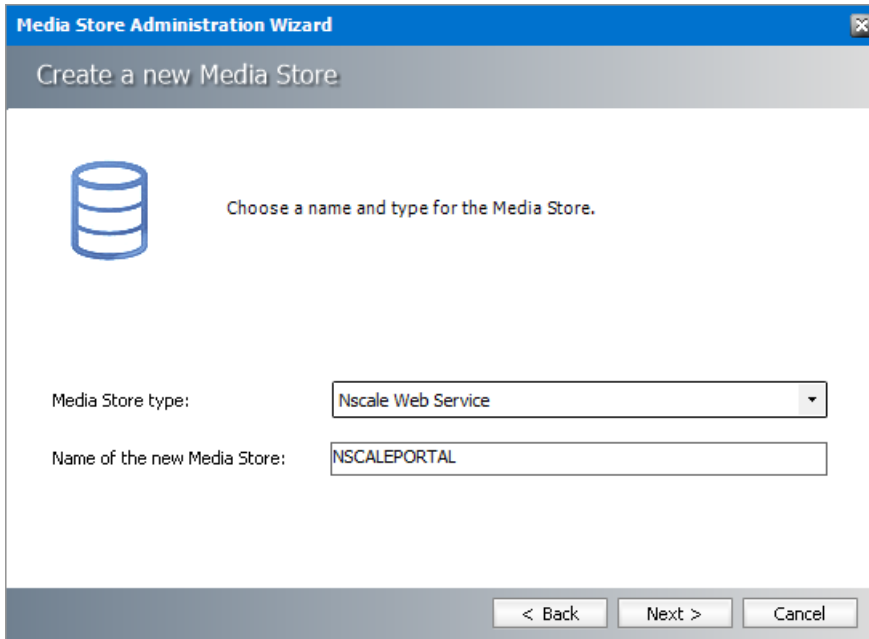 Media Store Administration Wizard
Create a new Media Store
Choose a name and type for the Media Store.
Media Store type: Nscale Web Service
Name of the new Media Store: NSCALEPORTAL
< Back Next > Cancel